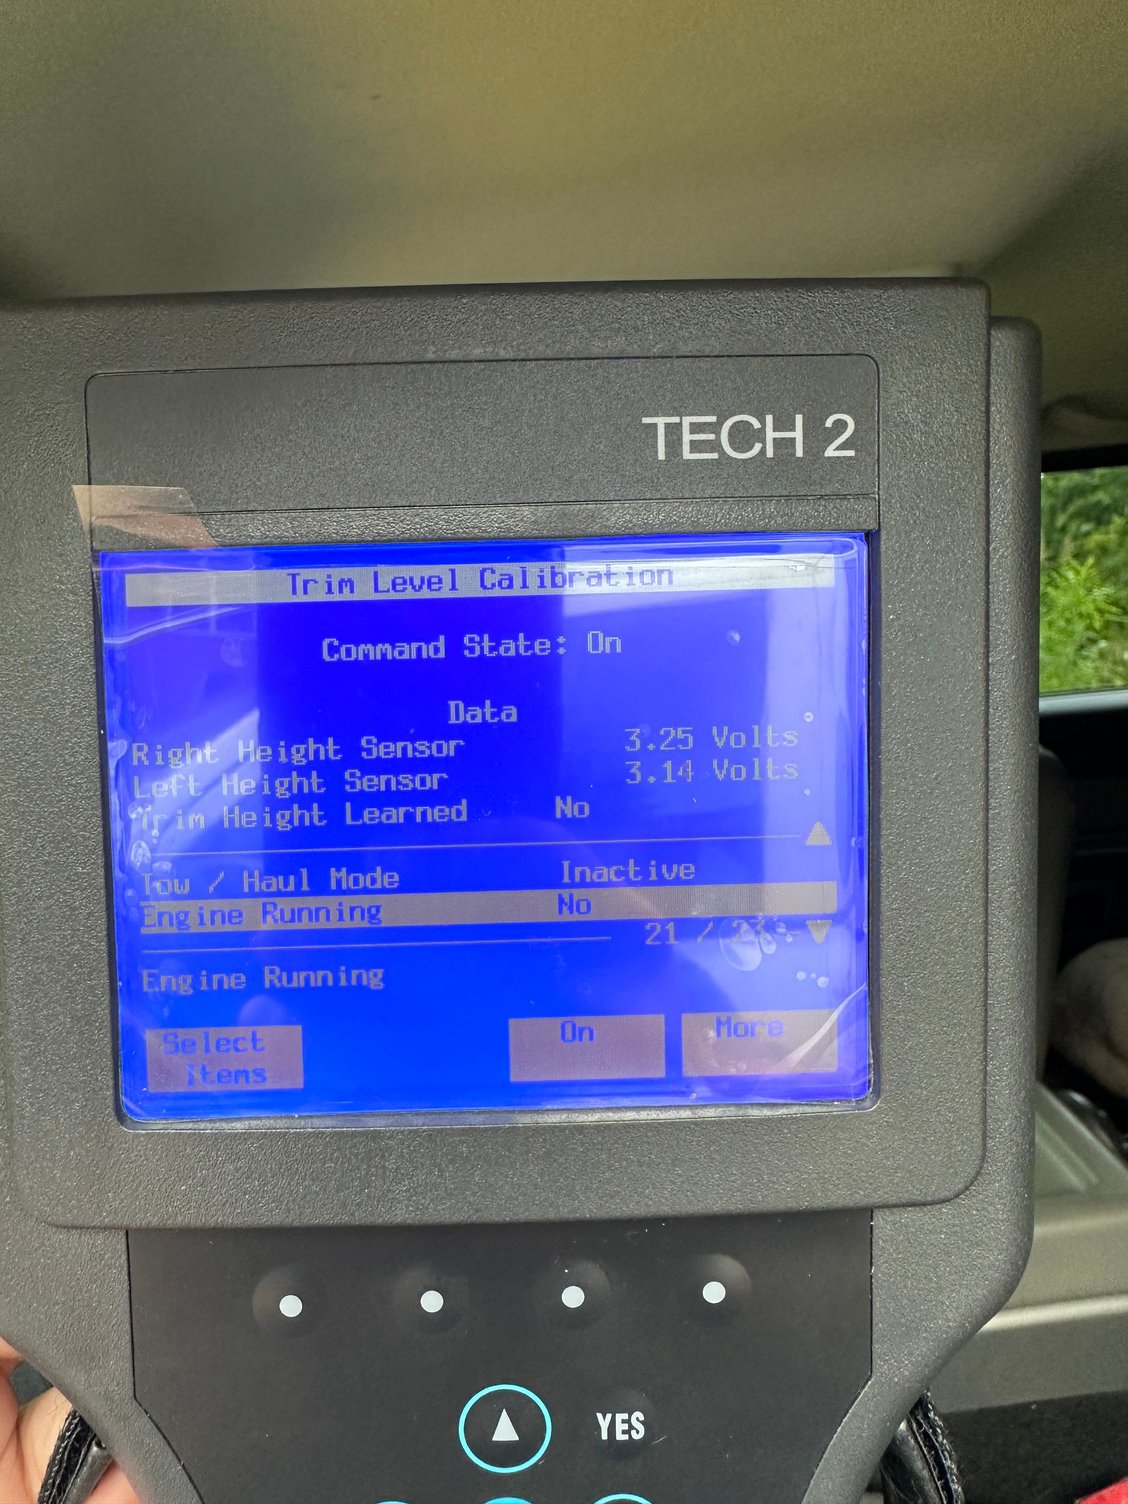 TECH 2
Trim Level Calibration
Command State: On
Data
Right Height Sensor 3.25 Volts
Left Height Sensor 3.14 Volts
Trim Height Learned No
Tow / Haul Mode Inactive
Engine Running No
21 / 23
Engine Running
Select Items
On
More
YES